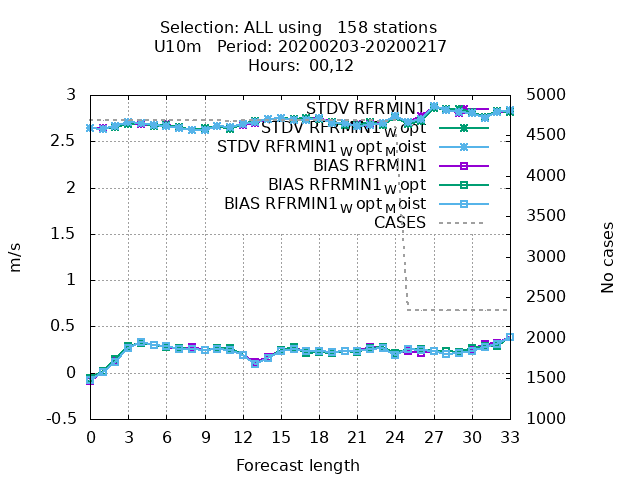 Selection: ALL using   158 stations
U10m   Period: 20200203-20200217
Hours:  00,12
3
2.5
2
1.5
1
0.5
0
-0.5
5000
4500
4000
3500
3000
2500
2000
1500
1000
m/s
No cases
STDV RFRMIN1
STDV RFRMIN1Wopt
STDV RFRMIN1WoptMoist
BIAS RFRMIN1
BIAS RFRMIN1Wopt
BIAS RFRMIN1WoptMoist
CASES
0 3 6 9 12 15 18 21 24 27 30 33
Forecast length